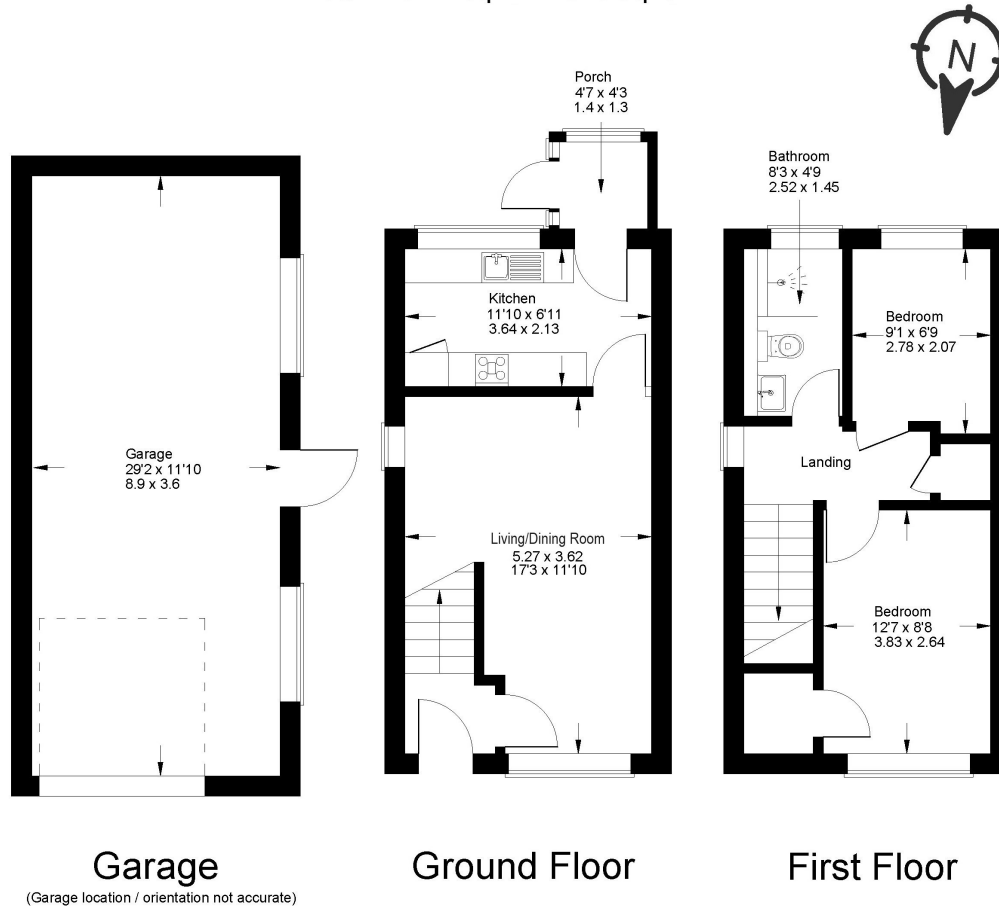 N
Porch
4'7 x 4'3
1.4 x 1.3
Bathroom
8'3 x 4'9
2.52 x 1.45
Kitchen
11'10 x 6'11
3.64 x 2.13
Bedroom
9'1 x 6'9
2.78 x 2.07
Garage
29'2 x 11'10
8.9 x 3.6
Landing
Living/Dining Room
5.27 x 3.62
17'3 x 11'10
Bedroom
12'7 x 8'8
3.83 x 2.64
Garage
(Garage location / orientation not accurate)
Ground Floor
First Floor